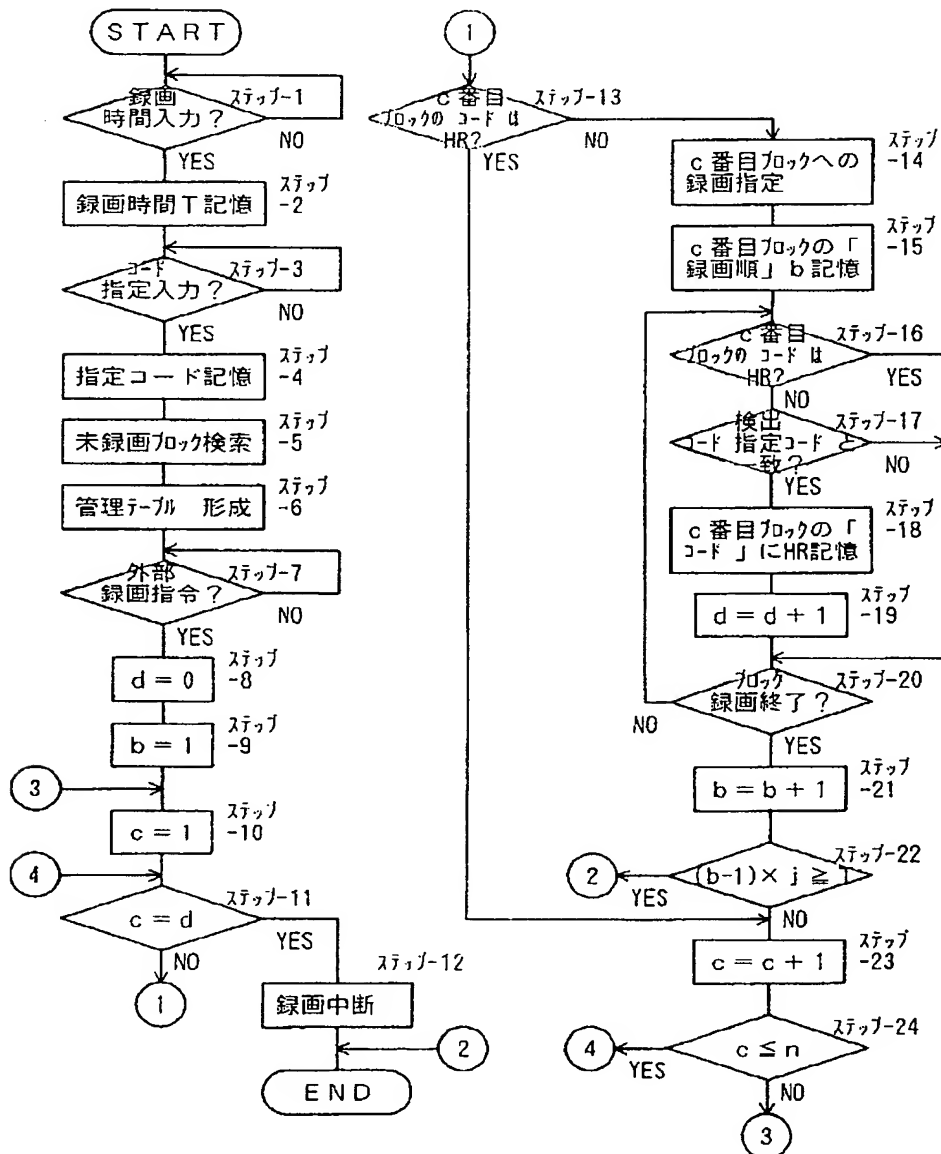 START
録画
時間入力?
ステップ-1
NO
YES
録画時間T記憶
ステップ
-2
コード
指定入力?
ステップ-3
NO
YES
指定コード記憶
ステップ
-4
未録画ブロック検索
ステップ
-5
管理テーブル 形成
ステップ
-6
外部
録画指令?
ステップ-7
NO
YES
d=0
ステップ
-8
b=1
ステップ
-9
3
c=1
ステップ
-10
4
c=d
ステップ-11
YES
NO
1
ステップ-12
録画中断
2
END
1
c番目
ブロックの コード は
HR?
ステップ-13
NO
YES
c番目ブロックへの
録画指定
ステップ
-14
c番目ブロックの「
録画順」b記憶
ステップ
-15
c番目
ブロックの コード は
HR?
ステップ-16
YES
NO
検出
コード 指定コード と
一致?
ステップ-17
NO
YES
c番目ブロックの「
コード 」にHR記憶
ステップ
-18
d=d+1
ステップ
-19
ブロック
録画終了?
ステップ-20
NO
YES
b=b+1
ステップ
-21
(b-1)×j≧
ステップ-22
2
YES
NO
c=c+1
ステップ
-23
c≦n
ステップ-24
4
YES
NO
3